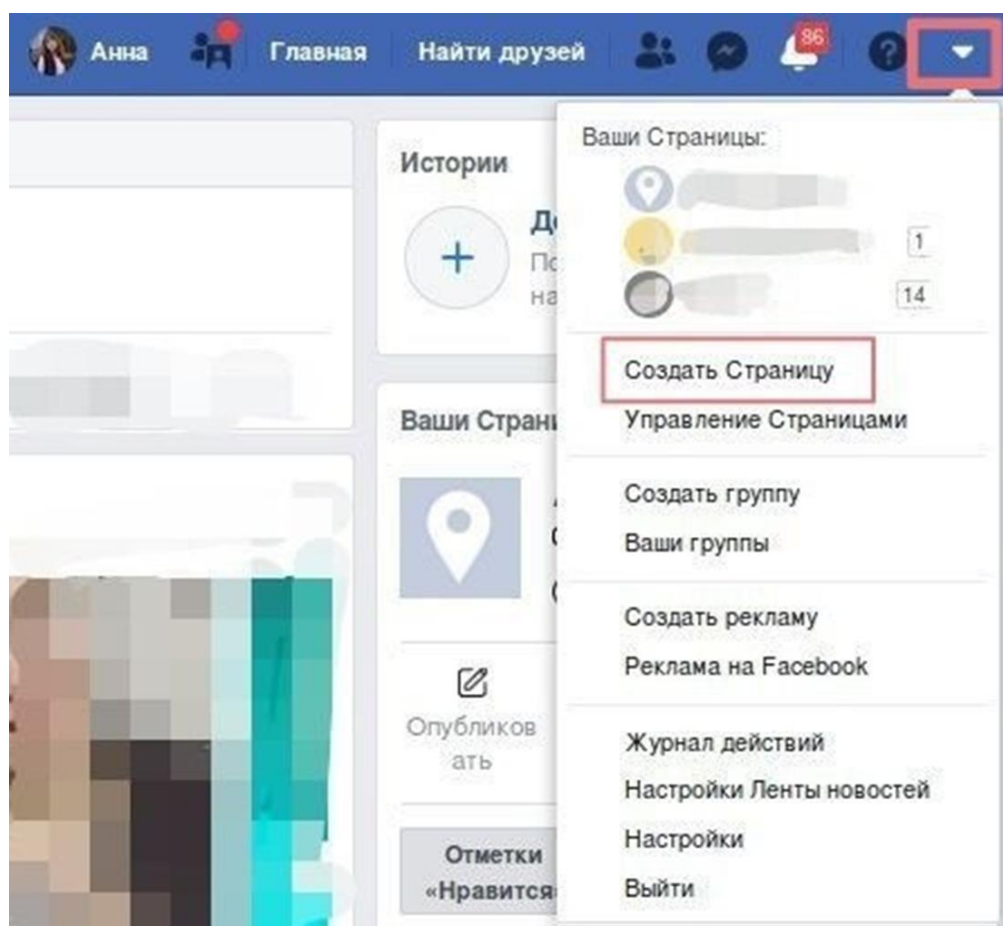 Анна
Главная
Найти друзей
86
Ваши Страницы:
1
14
Истории
Создать Страницу
Управление Страницами
Ваши
Создать группу
Ваши группы
Создать рекламу
Реклама на Facebook
Опубликов
ать
Журнал действий
Настройки Ленты новостей
Настройки
Выйти
Отметки
«Нравится